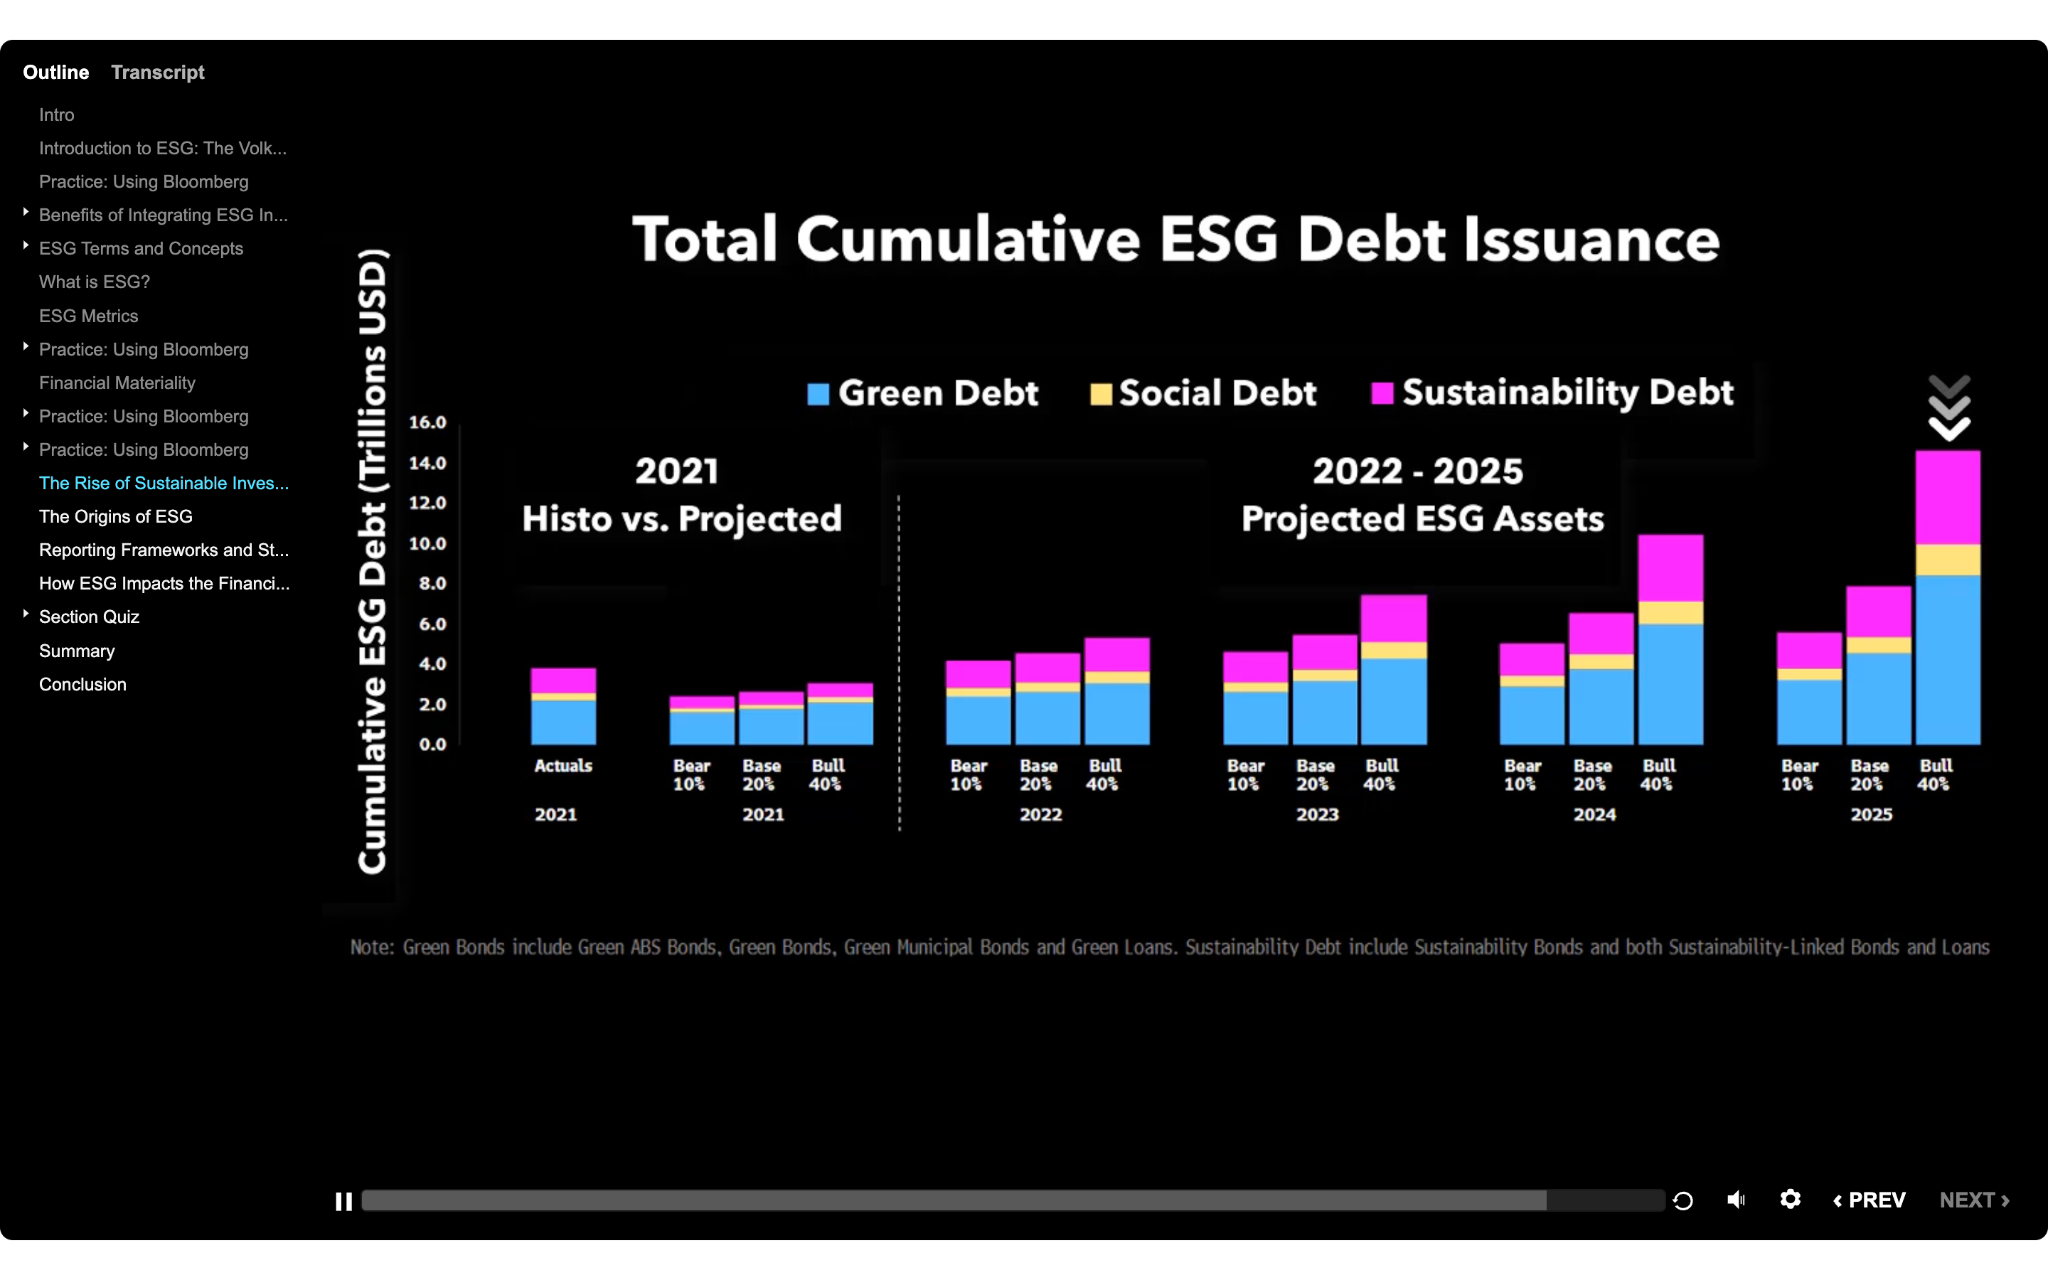 Outline Transcript
Intro
Introduction to ESG: The Volk...
Practice: Using Bloomberg
Benefits of Integrating ESG In...
ESG Terms and Concepts
What is ESG?
ESG Metrics
Practice: Using Bloomberg
Financial Materiality
Practice: Using Bloomberg
Practice: Using Bloomberg
The Rise of Sustainable Inves...
The Origins of ESG
Reporting Frameworks and St...
How ESG Impacts the Financi...
Section Quiz
Summary
Conclusion
Total Cumulative ESG Debt Issuance
Cumulative ESG Debt (Trillions USD)
Green Debt Social Debt Sustainability Debt
16.0
14.0
12.0
10.0
8.0
6.0
4.0
2.0
0.0
2021
Histo vs. Projected
2022 - 2025
Projected ESG Assets
Actuals Bear Base Bull Bear Base Bull Bear Base Bull Bear Base Bull Bear Base Bull
10% 20% 40% 10% 20% 40% 10% 20% 40% 10% 20% 40% 10% 20% 40%
2021 2021 2022 2023 2024 2025
Note: Green Bonds include Green ABS Bonds, Green Bonds, Green Municipal Bonds and Green Loans. Sustainability Debt include Sustainability Bonds and both Sustainability-Linked Bonds and Loans
PREV NEXT